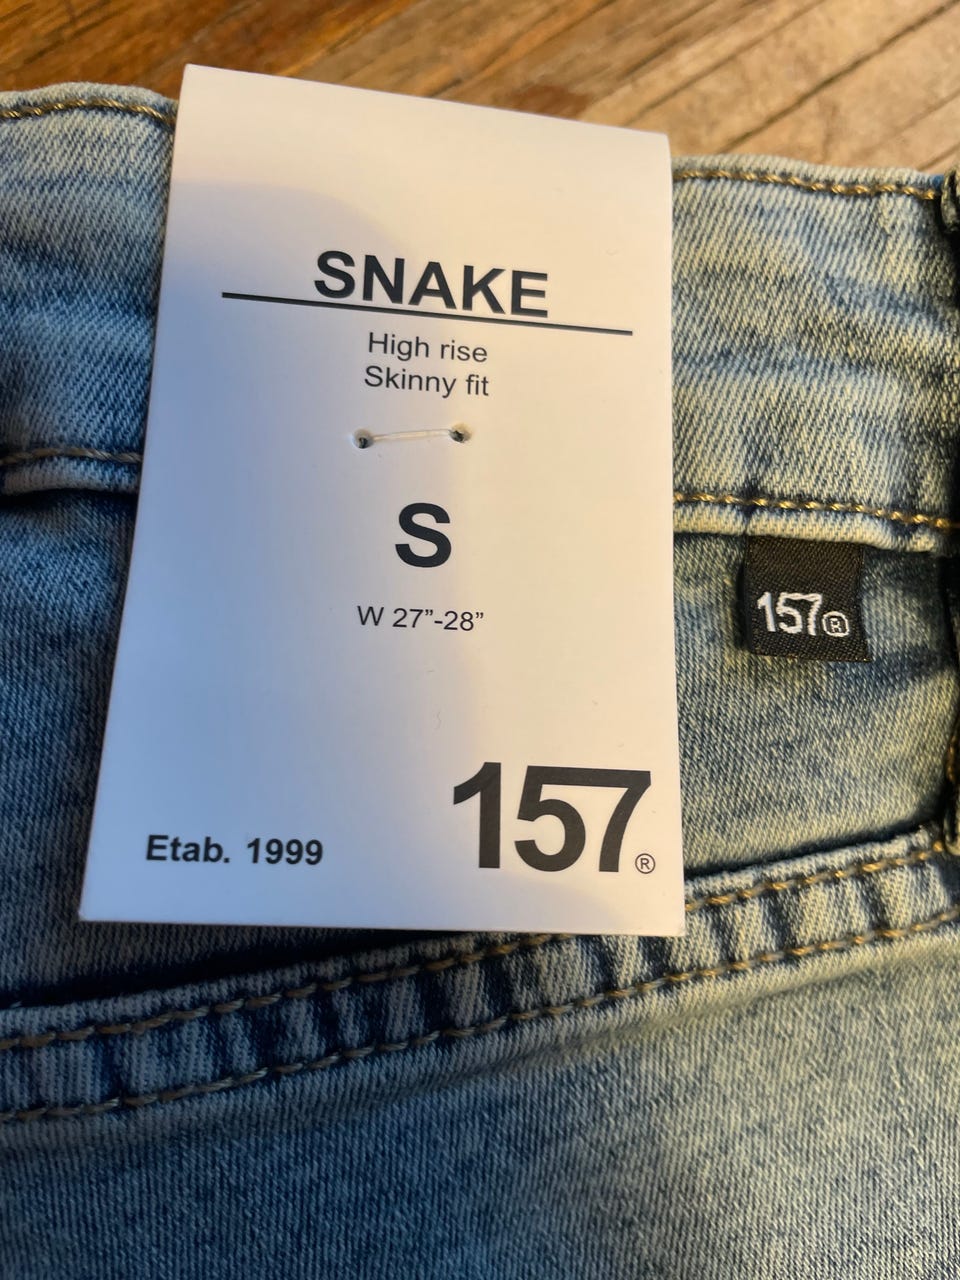 SNAKE
High rise
Skinny fit
S
W 27”-28”
157®
Etab. 1999
157®